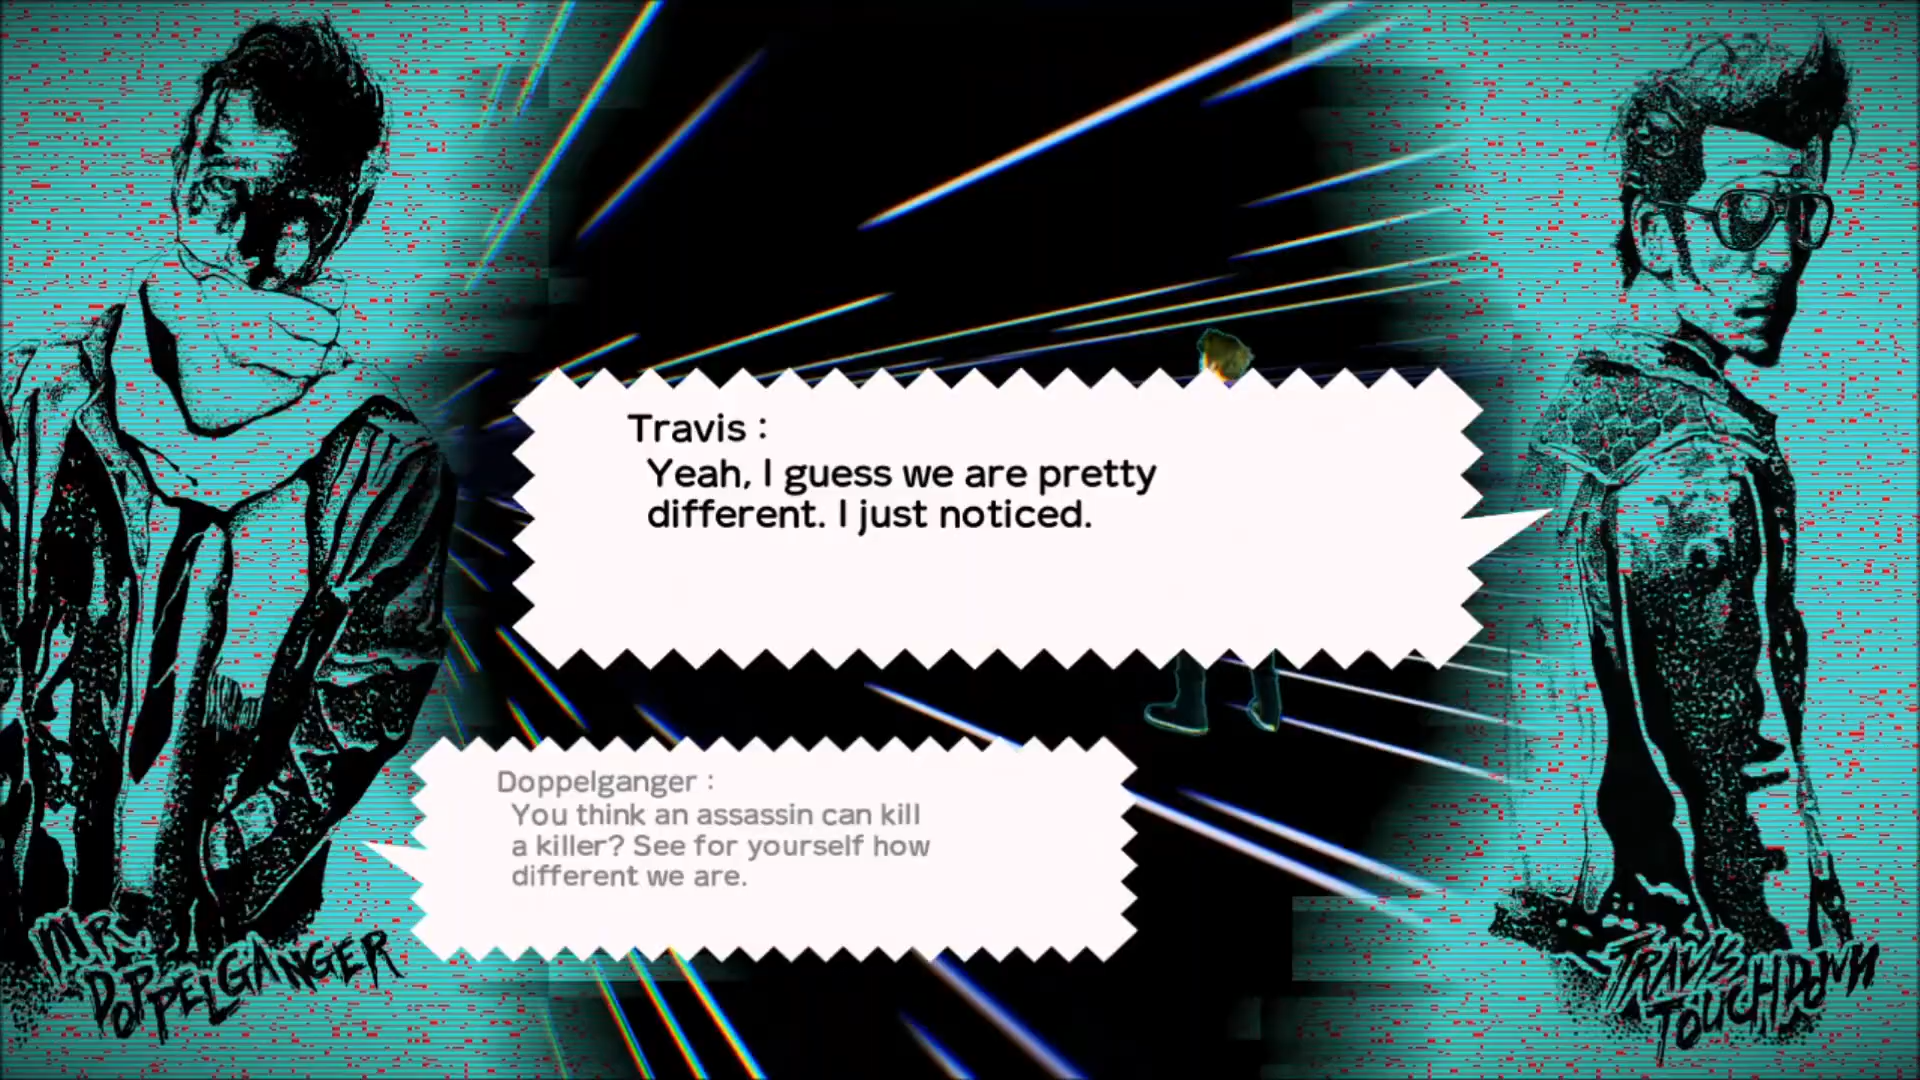 Travis :
Yeah, I guess we are pretty
different. I just noticed.
Doppelganger :
You think an assassin can kill
a killer? See for yourself how
different we are.
MR.
DOPPELGANGER
TRAVIS
TOUCHDOWN